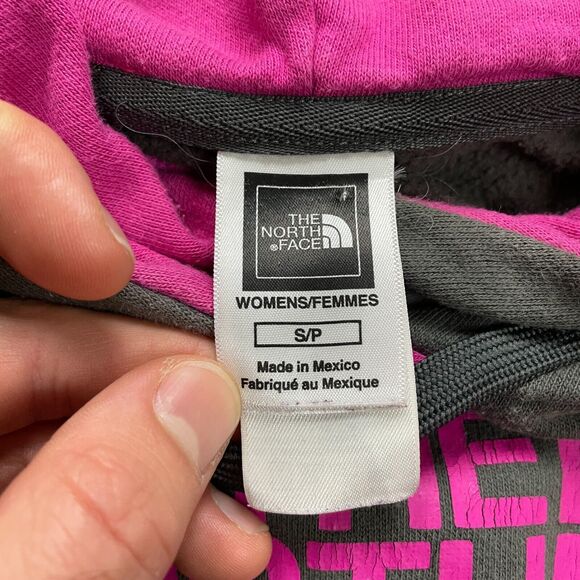 THE
NORTH
®FACE
WOMENS/FEMMES
S/P
Made in Mexico
Fabriqué au Mexique